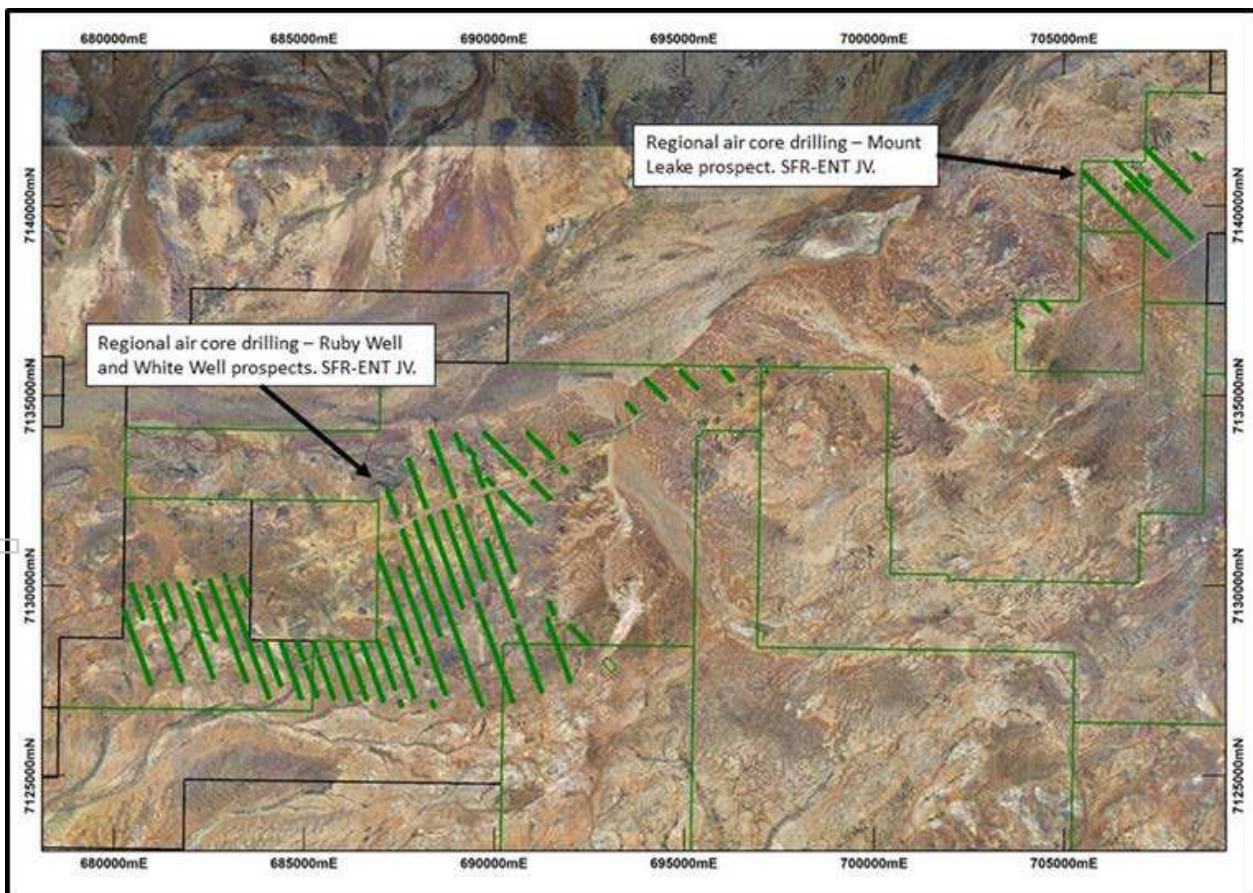 680000mE 685000mE 690000mE 695000mE 700000mE 705000mE
Regional air core drilling – Mount
Leake prospect. SFR-ENT JV.
7140000mN 7140000mN
Regional air core drilling – Ruby Well
and White Well prospects. SFR-ENT JV.
7135000mN 7135000mN
7130000mN 7130000mN
7125000mN 7125000mN
680000mE 685000mE 690000mE 695000mE 700000mE 705000mE